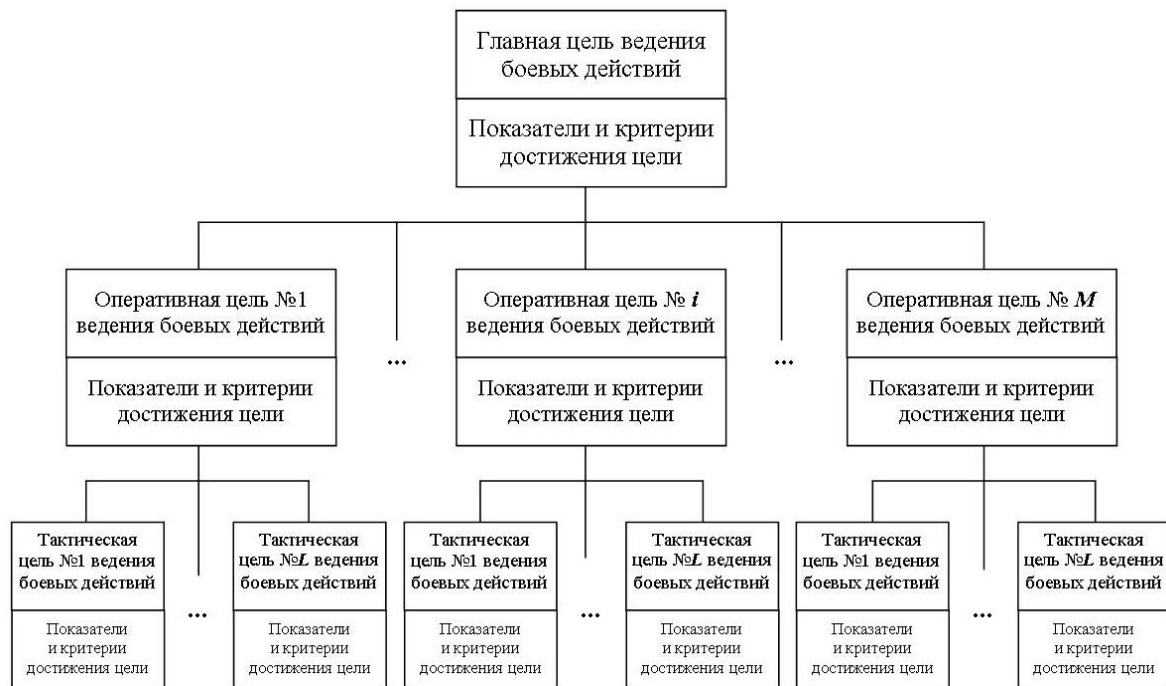 Главная цель ведения
боевых действий
Показатели и критерии
достижения цели
Оперативная цель №1
ведения боевых действий
Показатели и критерии
достижения цели
...
Оперативная цель № i
ведения боевых действий
Показатели и критерии
достижения цели
...
Оперативная цель № M
ведения боевых действий
Показатели и критерии
достижения цели
Тактическая
цель №1 ведения
боевых действий
Показатели
и критерии
достижения цели
...
Тактическая
цель №L ведения
боевых действий
Показатели
и критерии
достижения цели
Тактическая
цель №1 ведения
боевых действий
Показатели
и критерии
достижения цели
...
Тактическая
цель №L ведения
боевых действий
Показатели
и критерии
достижения цели
Тактическая
цель №1 ведения
боевых действий
Показатели
и критерии
достижения цели
...
Тактическая
цель №L ведения
боевых действий
Показатели
и критерии
достижения цели